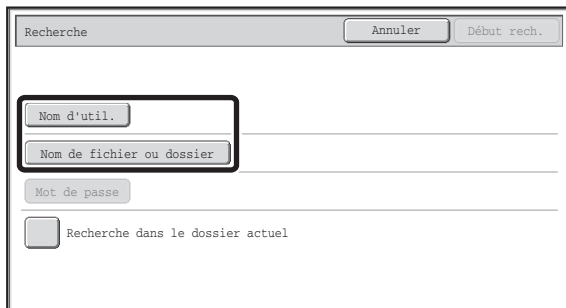 Recherche
Annuler
Début rech.
Nom d'util.
Nom de fichier ou dossier
Mot de passe
Recherche dans le dossier actuel